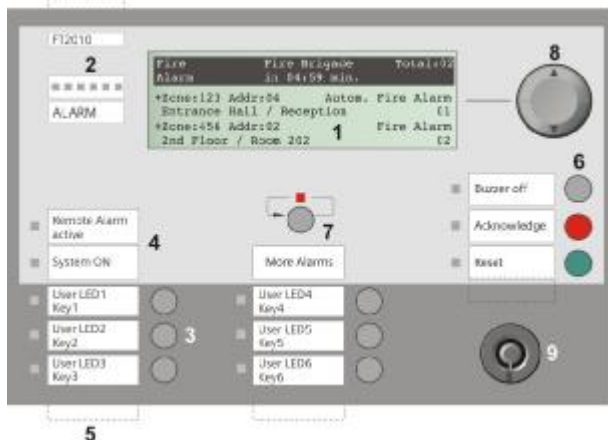 FT2010
2
ALARM
Fire Fire Brigade Total:02
Alarm in 04:59 min.
+Zone:123 Addr:04 Autom. Fire Alarm
Entrance Hall / Reception 01
+Zone:456 Addr:02 Fire Alarm
2nd Floor / Room 202 02
1
8
6
Buzzer off
Acknowledge
Reset
7
More Alarms
Remote Alarm
active
4
System ON
User LED1
Key1
User LED2
Key2
3
User LED3
Key3
User LED4
Key4
User LED5
Key5
User LED6
Key6
9
5